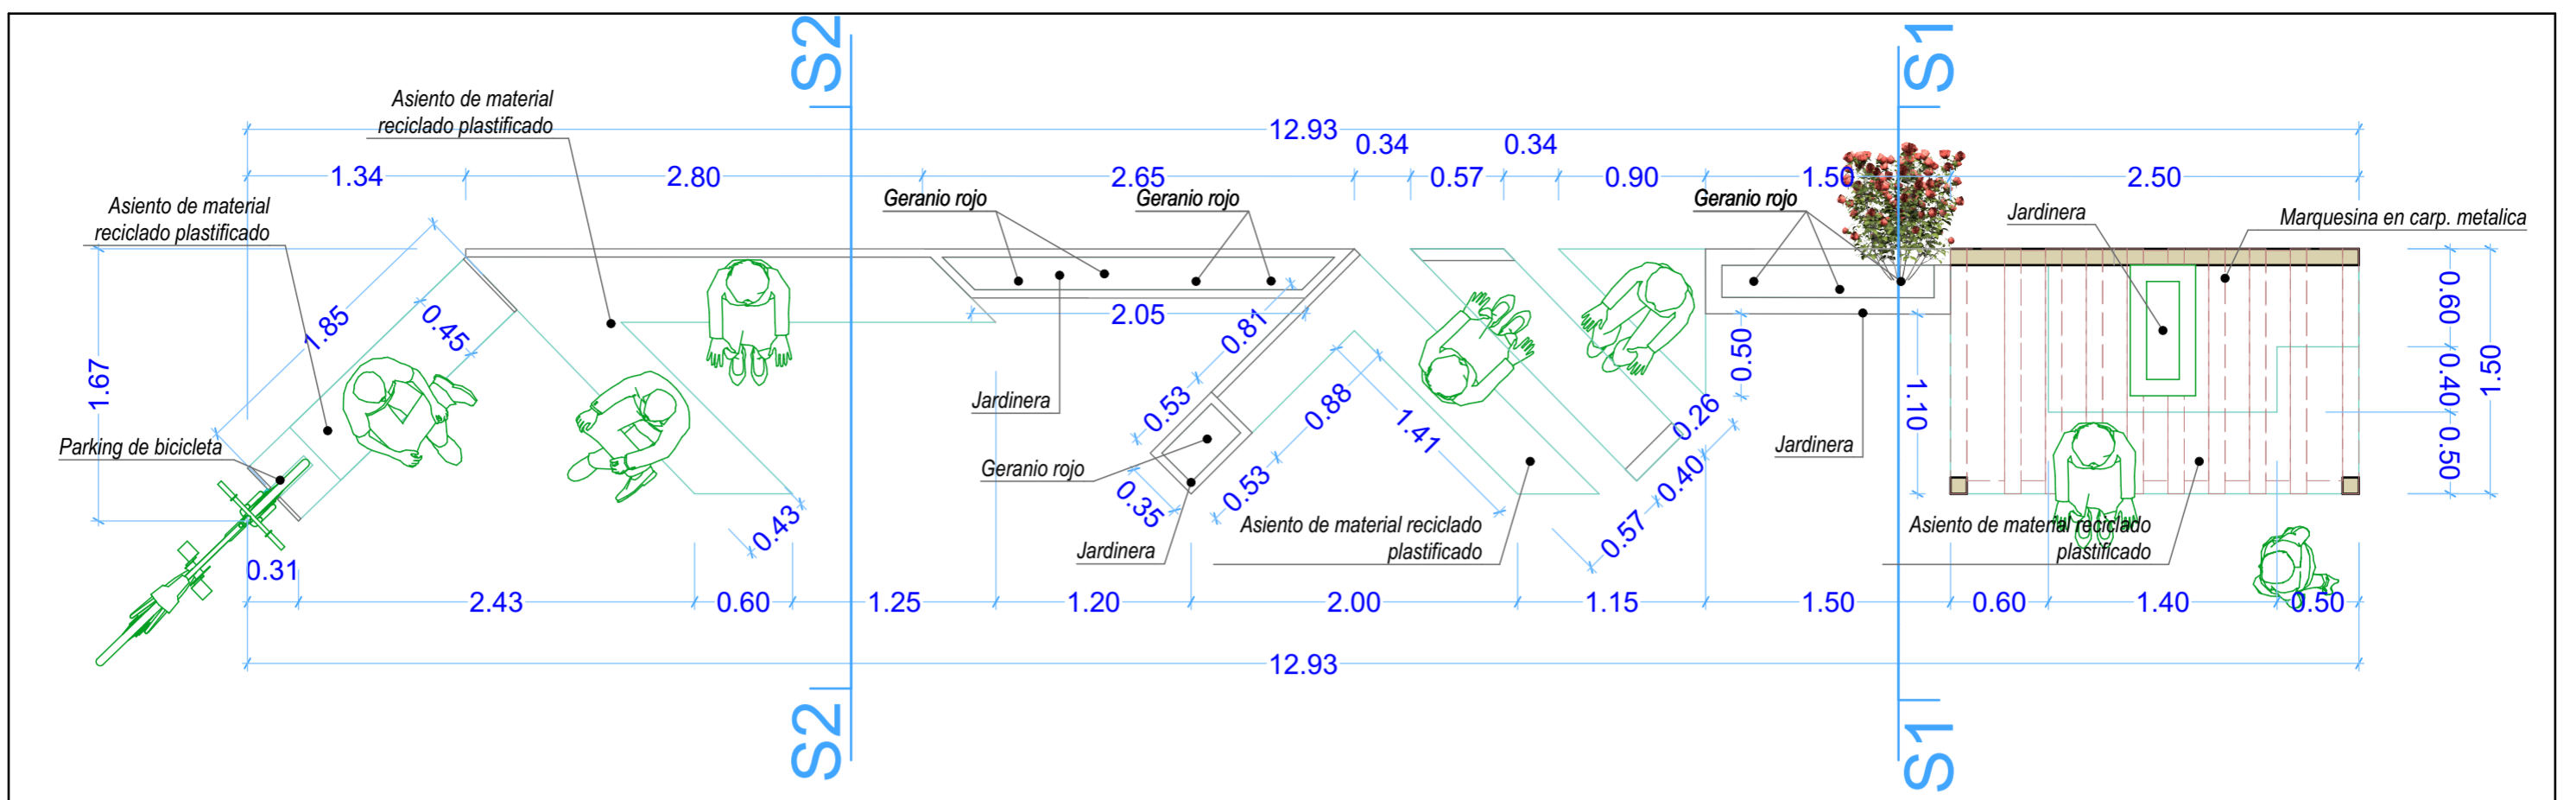 S2
S1
Asiento de material
reciclado plastificado
12.93
0.34
0.34
1.34
2.80
2.65
0.57
0.90
1.50
2.50
Asiento de material
reciclado plastificado
Geranio rojo
Geranio rojo
Geranio rojo
Jardinera
Marquesina en carp. metalica
1.85
0.45
2.05
0.81
0.50
0.60
1.67
1.50
0.40
0.50
1.10
Jardinera
0.53
0.88
1.41
0.26
Jardinera
Parking de bicicleta
Geranio rojo
0.35
0.53
0.40
0.43
0.57
Asiento de material reciclado
plastificado
Asiento de material reciclado
plastificado
Jardinera
0.31
2.43
0.60
1.25
1.20
2.00
1.15
1.50
0.60
1.40
0.50
12.93
S2
S1